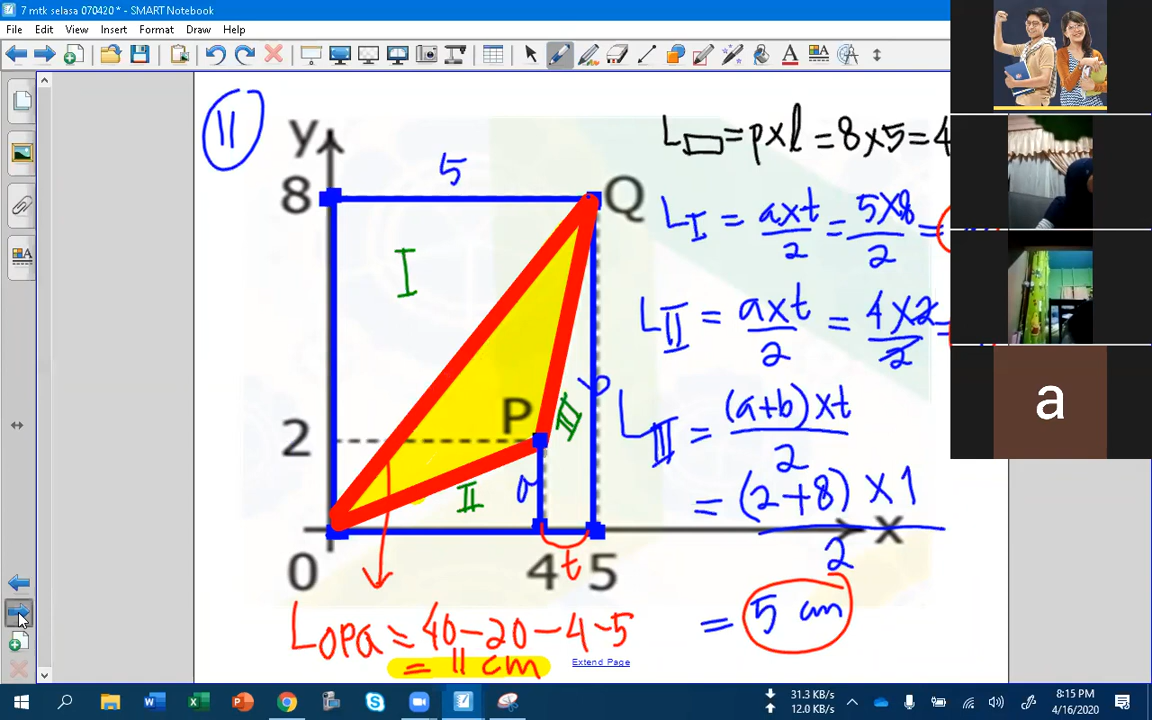 7 mtk selasa 070420 * - SMART Notebook
File Edit View Insert Format Draw Help
11
y
8
5
Q
I
2
P
II
III
a
b
0
4
t
5
x
L▭ = p x l = 8 x 5 = 4
L I = a x t / 2 = 5 x 8 / 2 =
L II = a x t / 2 = 4 x 2 / 2 =
L III = (a+b) x t / 2
= (2+8) x 1 / 2
= 5 cm
L OPQ = 40 - 20 - 4 - 5
= 11 cm
Extend Page
a
31.3 KB/s
12.0 KB/s
8:15 PM
4/16/2020